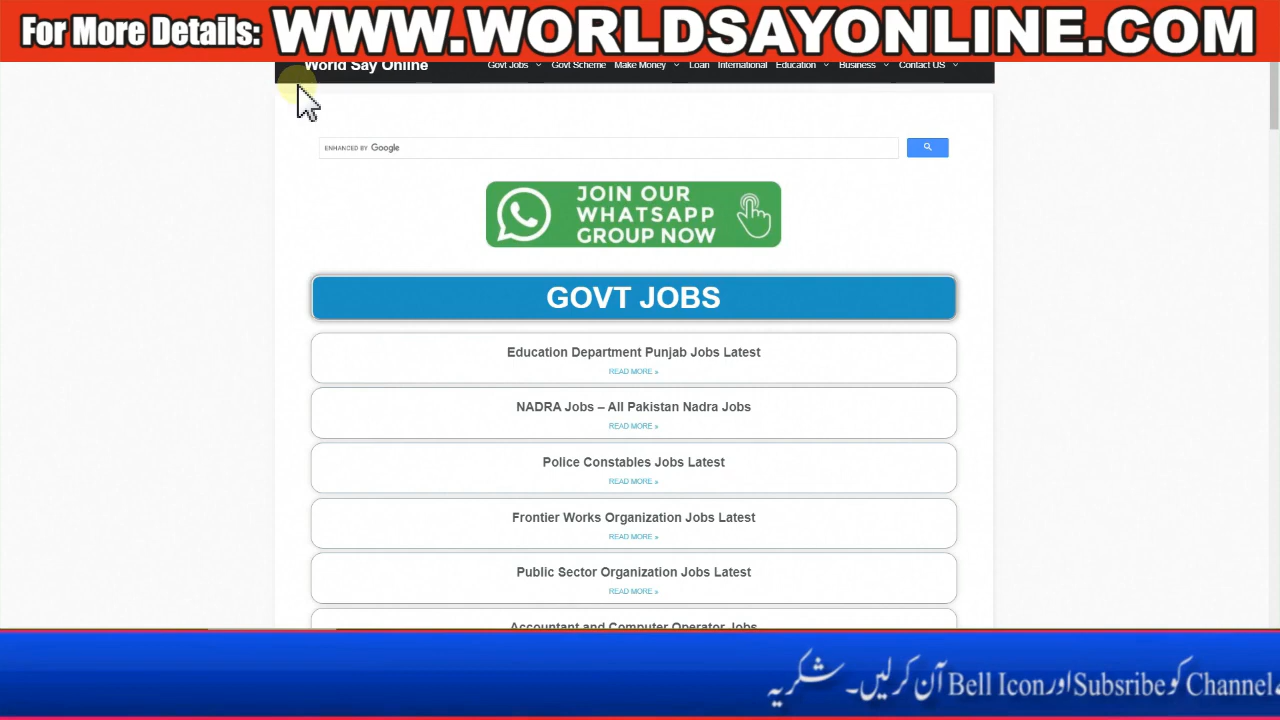 For More Details: WWW.WORLDSAYONLINE.COM
World Say Online
Govt Jobs Govt Scheme Make Money Loan International Education Business Contact US
ENHANCED BY Google
JOIN OUR
WHATSAPP
GROUP NOW
GOVT JOBS
Education Department Punjab Jobs Latest
READ MORE »
NADRA Jobs – All Pakistan Nadra Jobs
READ MORE »
Police Constables Jobs Latest
READ MORE »
Frontier Works Organization Jobs Latest
READ MORE »
Public Sector Organization Jobs Latest
READ MORE »
Accountant and Computer Operator Jobs
Channel کو Subsribe اور Bell Icon آن کرلیں۔ شکریہ